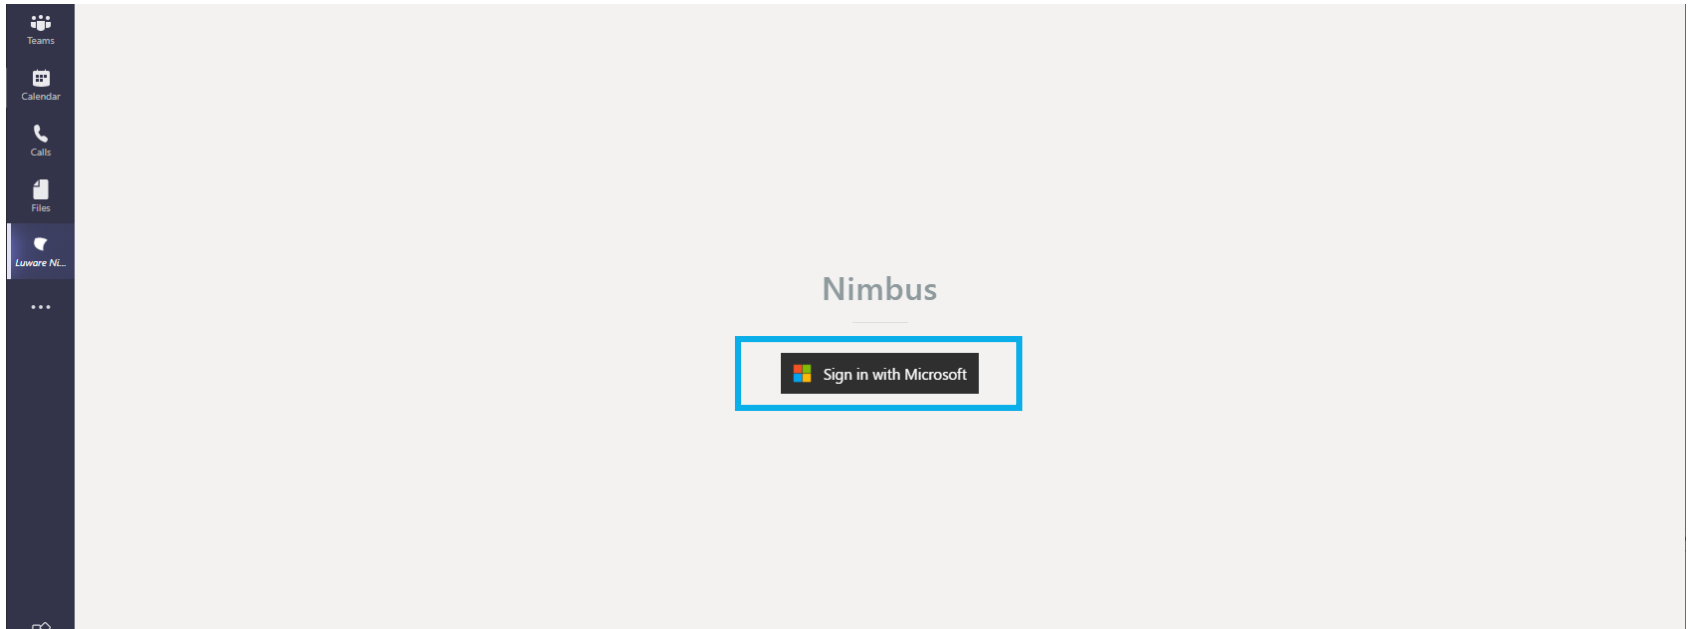 Teams
Calendar
Calls
Files
Luware Ni...
Nimbus
Sign in with Microsoft